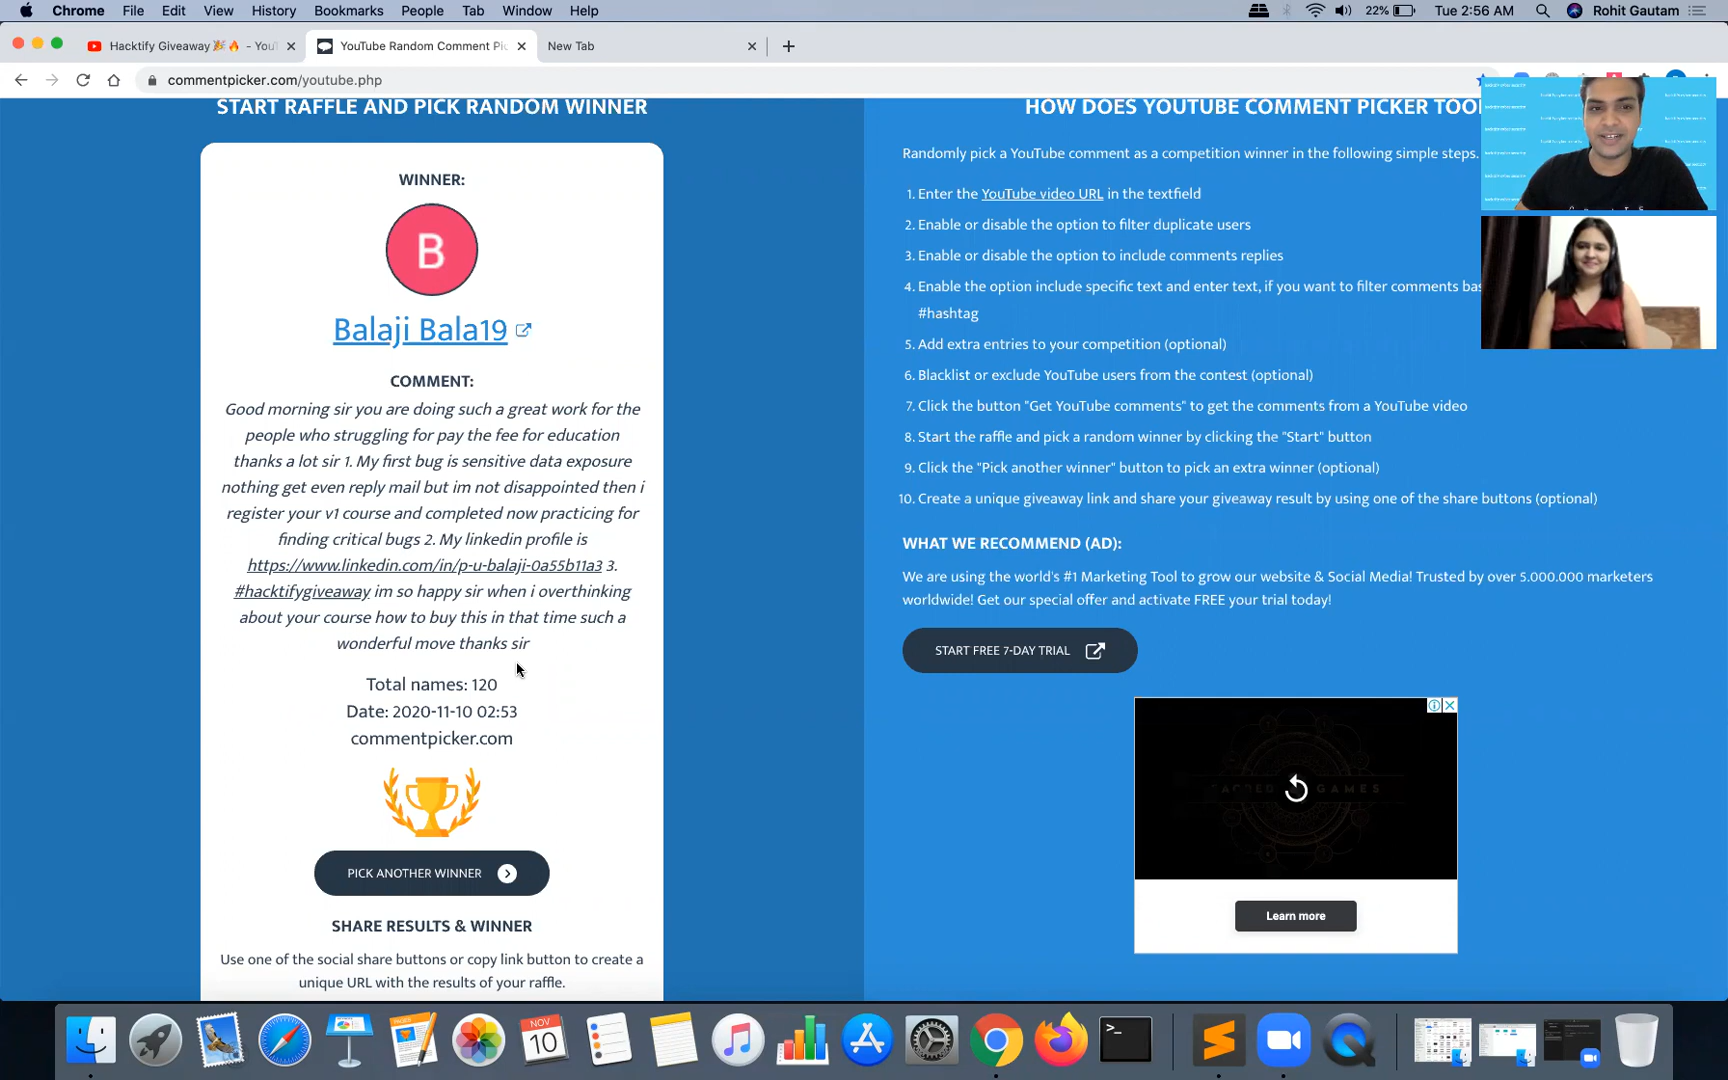 Chrome File Edit View History Bookmarks People Tab Window Help 22% Tue 2:56 AM Rohit Gautam
Hacktify Giveaway🎉🔥 - You
YouTube Random Comment Pic
New Tab
commentpicker.com/youtube.php
START RAFFLE AND PICK RANDOM WINNER
WINNER:
B
Balaji Bala19
COMMENT:
Good morning sir you are doing such a great work for the
people who struggling for pay the fee for education
thanks a lot sir 1. My first bug is sensitive data exposure
nothing get even reply mail but im not disappointed then i
register your v1 course and completed now practicing for
finding critical bugs 2. My linkedin profile is
https://www.linkedin.com/in/p-u-balaji-0a55b11a3 3.
#hacktifygiveaway im so happy sir when i overthinking
about your course how to buy this in that time such a
wonderful move thanks sir
Total names: 120
Date: 2020-11-10 02:53
commentpicker.com
PICK ANOTHER WINNER
SHARE RESULTS & WINNER
Use one of the social share buttons or copy link button to create a
unique URL with the results of your raffle.
HOW DOES YOUTUBE COMMENT PICKER TOO
Randomly pick a YouTube comment as a competition winner in the following simple steps.
1. Enter the YouTube video URL in the textfield
2. Enable or disable the option to filter duplicate users
3. Enable or disable the option to include comments replies
4. Enable the option include specific text and enter text, if you want to filter comments bas
#hashtag
5. Add extra entries to your competition (optional)
6. Blacklist or exclude YouTube users from the contest (optional)
7. Click the button "Get YouTube comments" to get the comments from a YouTube video
8. Start the raffle and pick a random winner by clicking the "Start" button
9. Click the "Pick another winner" button to pick an extra winner (optional)
10. Create a unique giveaway link and share your giveaway result by using one of the share buttons (optional)
WHAT WE RECOMMEND (AD):
We are using the world's #1 Marketing Tool to grow our website & Social Media! Trusted by over 5.000.000 marketers
worldwide! Get our special offer and activate FREE your trial today!
START FREE 7-DAY TRIAL
SACRED GAMES
Learn more
NOV
10